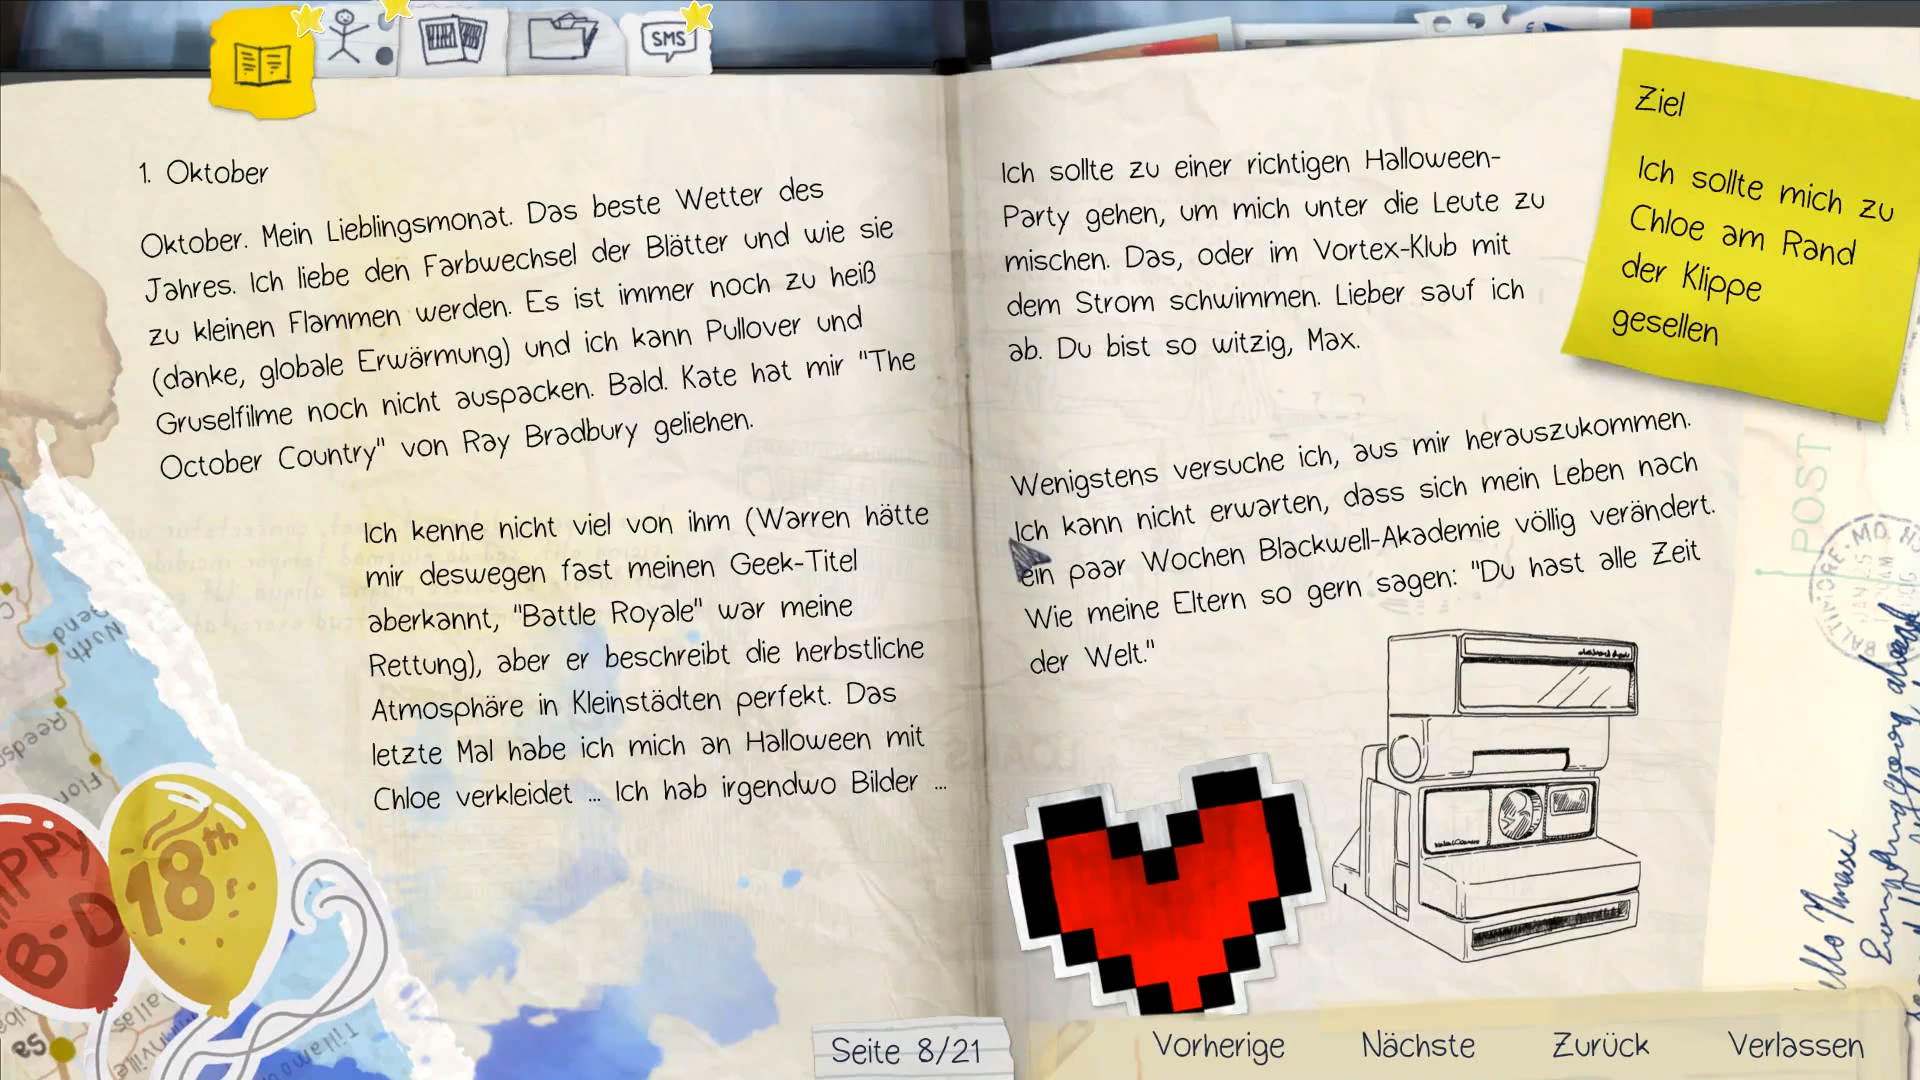 SMS
1. Oktober
Oktober. Mein Lieblingsmonat. Das beste Wetter des
Jahres. Ich liebe den Farbwechsel der Blätter und wie sie
zu kleinen Flammen werden. Es ist immer noch zu heiß
(danke, globale Erwärmung) und ich kann Pullover und
Gruselfilme noch nicht auspacken. Bald. Kate hat mir "The
October Country" von Ray Bradbury geliehen.
Ich kenne nicht viel von ihm (Warren hätte
mir deswegen fast meinen Geek-Titel
aberkannt, "Battle Royale" war meine
Rettung), aber er beschreibt die herbstliche
Atmosphäre in Kleinstädten perfekt. Das
letzte Mal habe ich mich an Halloween mit
Chloe verkleidet ... Ich hab irgendwo Bilder ...
Ich sollte zu einer richtigen Halloween-
Party gehen, um mich unter die Leute zu
mischen. Das, oder im Vortex-Klub mit
dem Strom schwimmen. Lieber sauf ich
ab. Du bist so witzig, Max.
Wenigstens versuche ich, aus mir herauszukommen.
Ich kann nicht erwarten, dass sich mein Leben nach
ein paar Wochen Blackwell-Akademie völlig verändert.
Wie meine Eltern so gern sagen: "Du hast alle Zeit
der Welt."
Ziel
Ich sollte mich zu
Chloe am Rand
der Klippe
gesellen
POST
BALTIMORE, MD.
North
Bend
18th
B-D
Seite 8/21
Vorherige
Nächste
Zurück
Verlassen